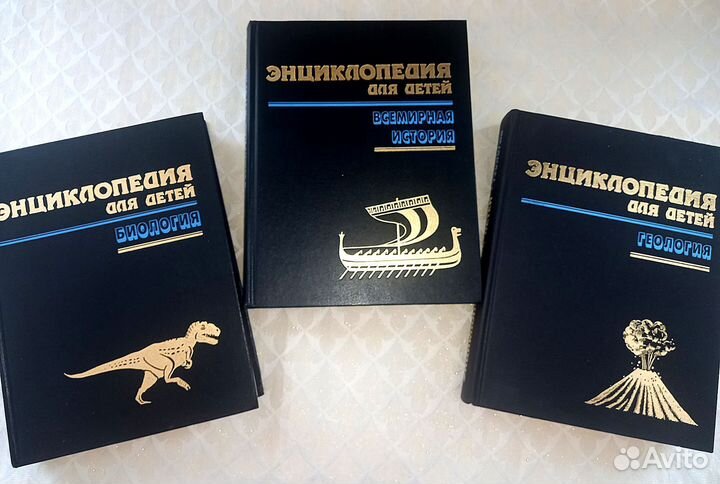 ЭНЦИКЛОПЕДИЯ
ДЛЯ ДЕТЕЙ
БИОЛОГИЯ
ЭНЦИКЛОПЕДИЯ
ДЛЯ ДЕТЕЙ
ВСЕМИРНАЯ
ИСТОРИЯ
ЭНЦИКЛОПЕДИЯ
ДЛЯ ДЕТЕЙ
ГЕОЛОГИЯ
Avito